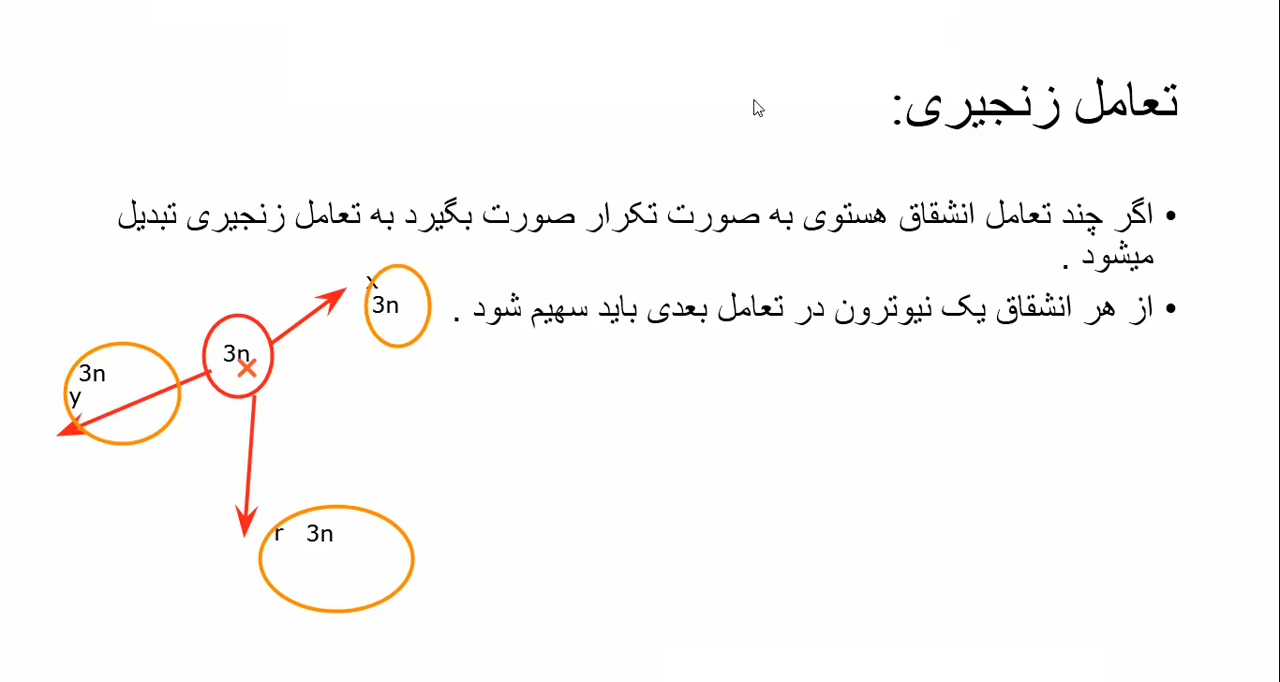 تعامل زنجیری:
• اگر چند تعامل انشقاق هستوی به صورت تکرار صورت بگیرد به تعامل زنجیری تبدیل
میشود .
• از هر انشقاق یک نیوترون در تعامل بعدی باید سهیم شود .
x
3n
3n
3n
y
r 3n